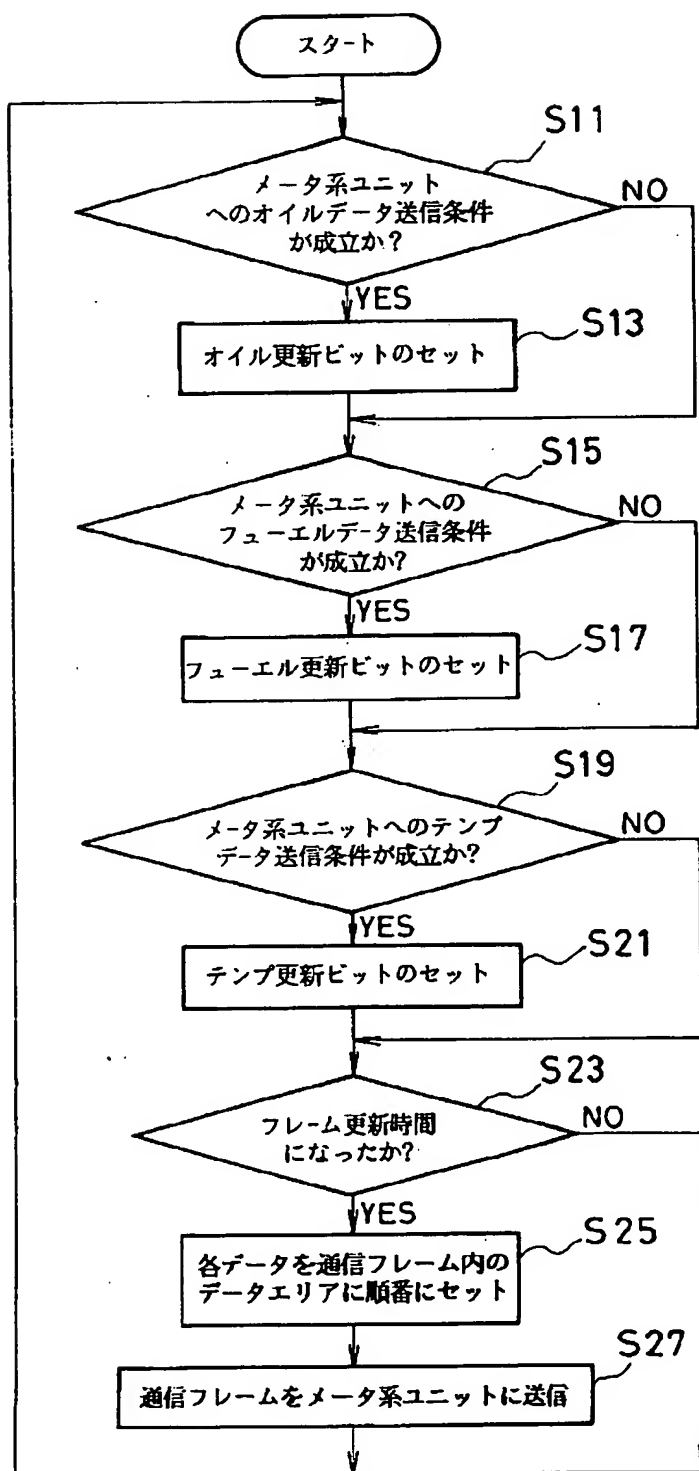 スタート
S11
メータ系ユニット
へのオイルデータ送信条件
が成立か?
NO
YES
S13
オイル更新ビットのセット
S15
メータ系ユニットへの
フューエルデータ送信条件
が成立か?
NO
YES
S17
フューエル更新ビットのセット
S19
メータ系ユニットへのテンプ
データ送信条件が成立か?
NO
YES
S21
テンプ更新ビットのセット
S23
フレーム更新時間
になったか?
NO
YES
S25
各データを通信フレーム内の
データエリアに順番にセット
S27
通信フレームをメータ系ユニットに送信